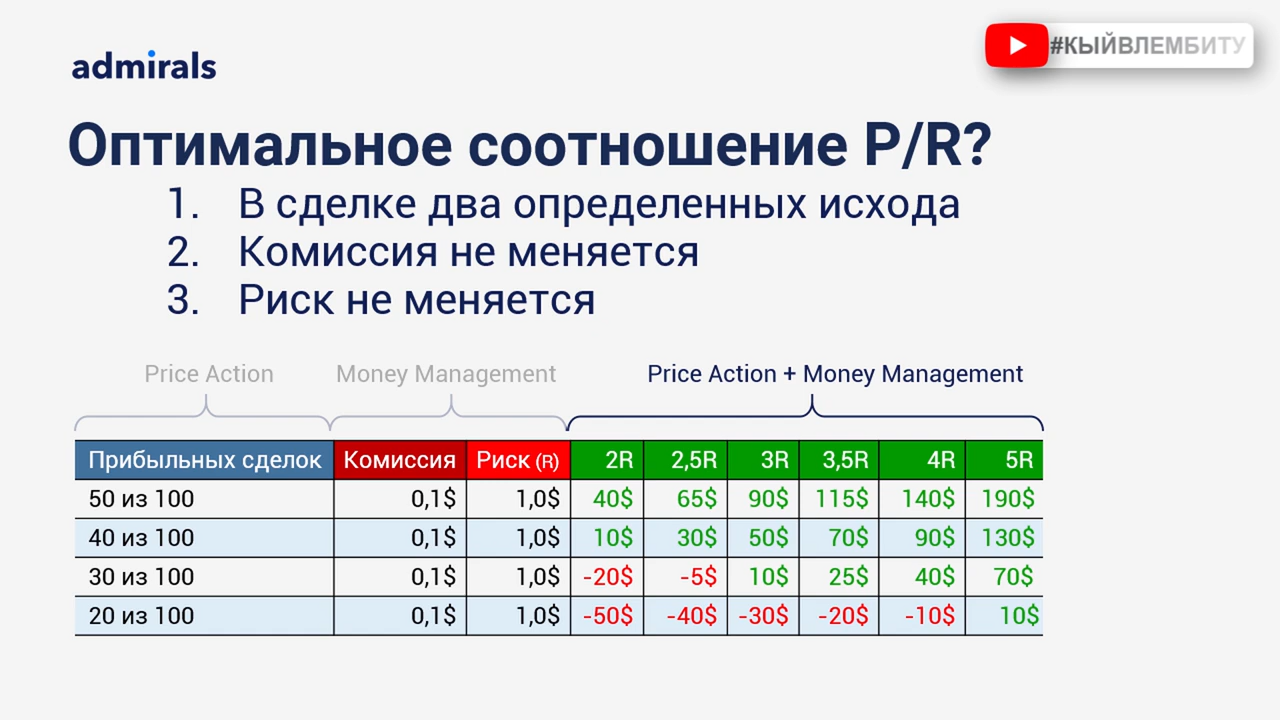 admirals
#КЫЙВЛЕМБИТУ
Оптимальное соотношение P/R?
1. В сделке два определенных исхода
2. Комиссия не меняется
3. Риск не меняется
Price Action Money Management Price Action + Money Management
Прибыльных сделок Комиссия Риск (R) 2R 2,5R 3R 3,5R 4R 5R
50 из 100 0,1$ 1,0$ 40$ 65$ 90$ 115$ 140$ 190$
40 из 100 0,1$ 1,0$ 10$ 30$ 50$ 70$ 90$ 130$
30 из 100 0,1$ 1,0$ -20$ -5$ 10$ 25$ 40$ 70$
20 из 100 0,1$ 1,0$ -50$ -40$ -30$ -20$ -10$ 10$